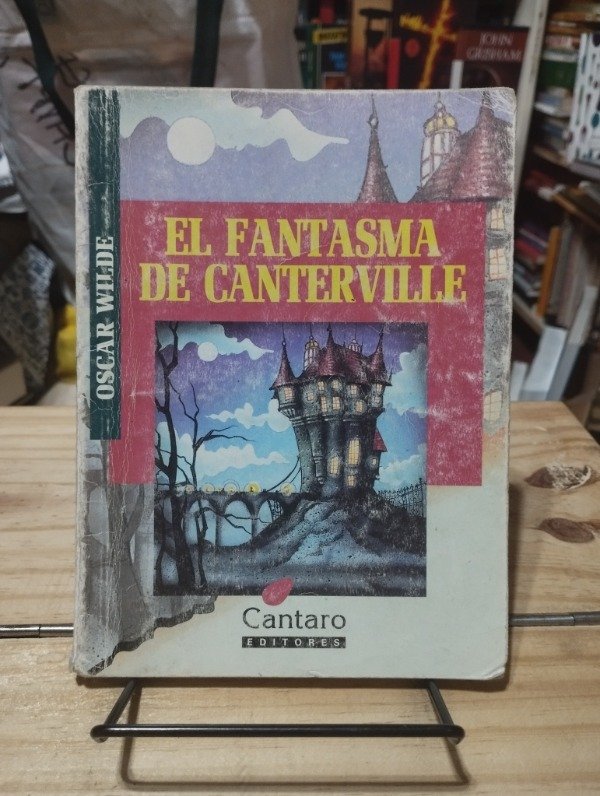 JOHN
GRISHAM
OSCAR WILDE
EL FANTASMA
DE CANTERVILLE
Cantaro
EDITORES